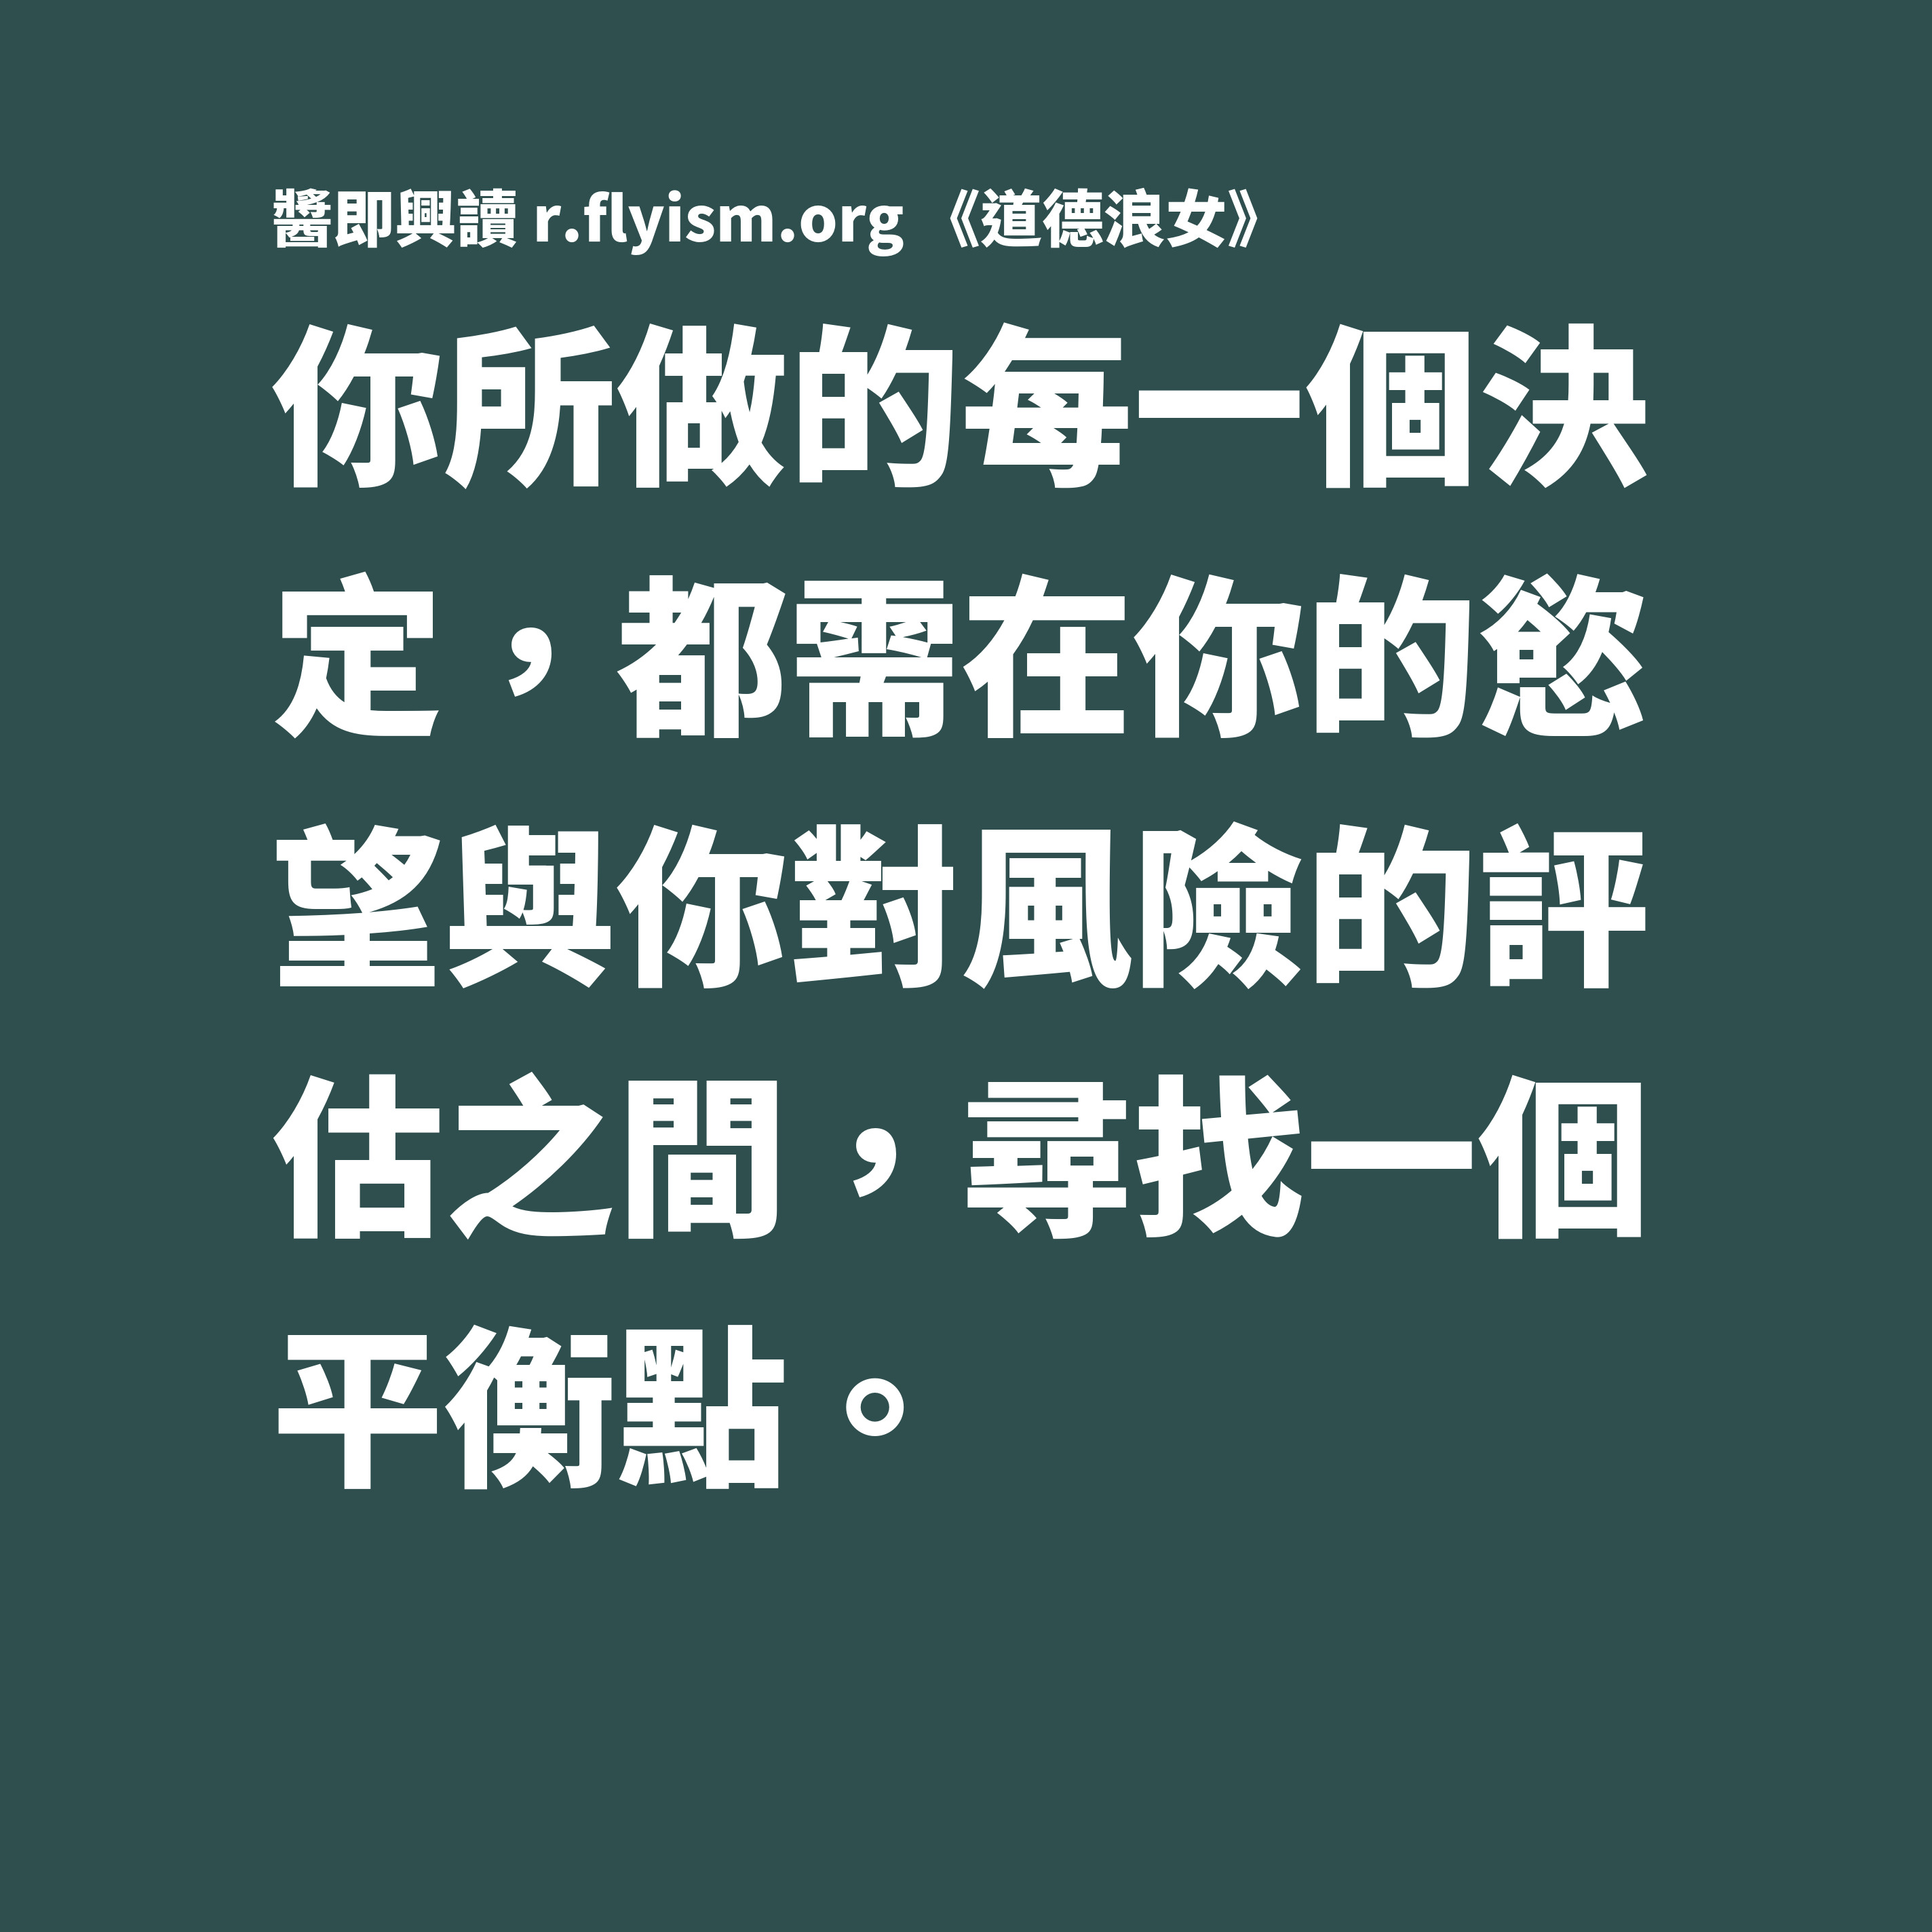 豔即興讀 r.flyism.org 《道德浪女》
你所做的每一個決
定，都需在你的慾
望與你對風險的評
估之間，尋找一個
平衡點。